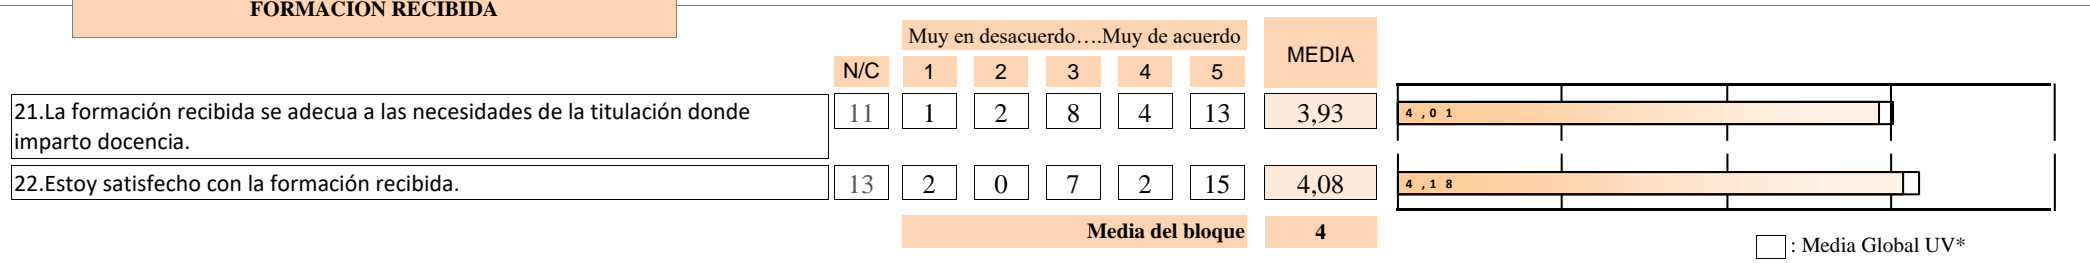 FORMACIÓN RECIBIDA
Muy en desacuerdo….Muy de acuerdo
MEDIA
N/C 1 2 3 4 5
21.La formación recibida se adecua a las necesidades de la titulación donde
imparto docencia.
11 1 2 8 4 13 3,93 4,01
22.Estoy satisfecho con la formación recibida. 13 2 0 7 2 15 4,08 4,18
Media del bloque 4
: Media Global UV*